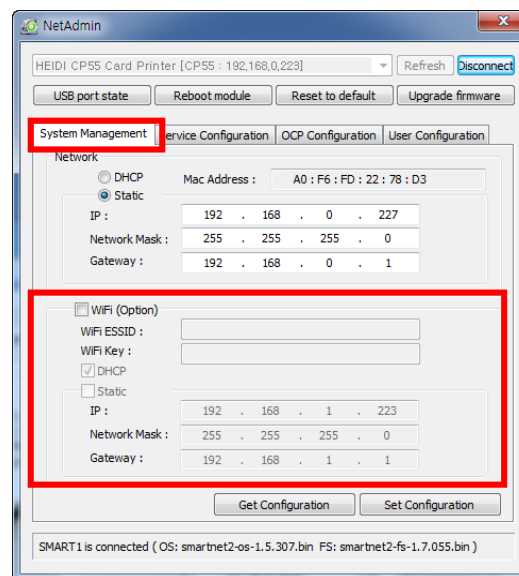 NetAdmin
HEIDI CP55 Card Printer [CP55 : 192,168,0,223] Refresh Disconnect
USB port state Reboot module Reset to default Upgrade firmware
System Management ervice Configuration OCP Configuration User Configuration
Network
DHCP Mac Address : A0 : F6 : FD : 22 : 78 : D3
Static
IP : 192 . 168 . 0 . 227
Network Mask : 255 . 255 . 255 . 0
Gateway : 192 . 168 . 0 . 1
WiFi (Option)
WiFi ESSID :
WiFi Key :
DHCP
Static
IP : 192 . 168 . 1 . 223
Network Mask : 255 . 255 . 255 . 0
Gateway : 192 . 168 . 1 . 1
Get Configuration Set Configuration
SMART1 is connected ( OS: smartnet2-os-1.5.307.bin FS: smartnet2-fs-1.7.055.bin )